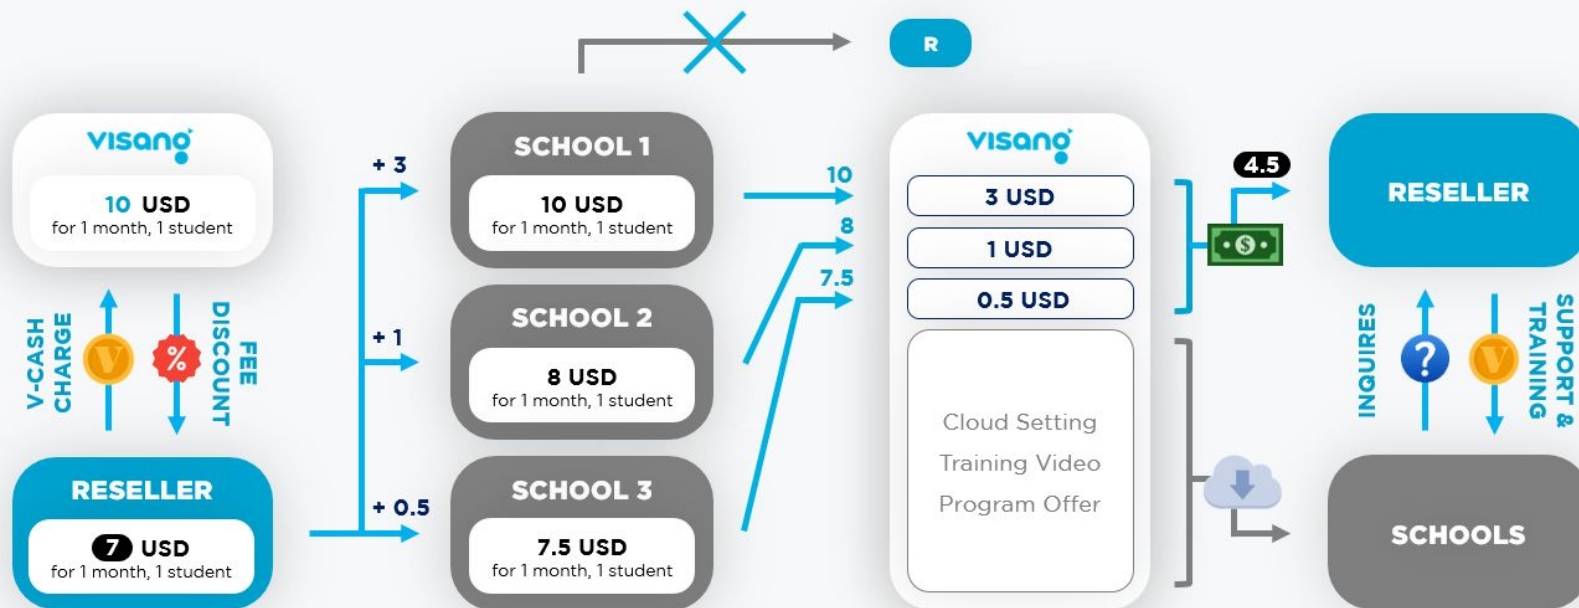 R
visang
10 USD
for 1 month, 1 student
V-CASH
CHARGE
%
FEE
DISCOUNT
RESELLER
7 USD
for 1 month, 1 student
+ 3
+ 1
+ 0.5
SCHOOL 1
10 USD
for 1 month, 1 student
SCHOOL 2
8 USD
for 1 month, 1 student
SCHOOL 3
7.5 USD
for 1 month, 1 student
10
8
7.5
visang
3 USD
1 USD
0.5 USD
Cloud Setting
Training Video
Program Offer
4.5
$
RESELLER
INQUIRES
?
SUPPORT &
TRAINING
SCHOOLS